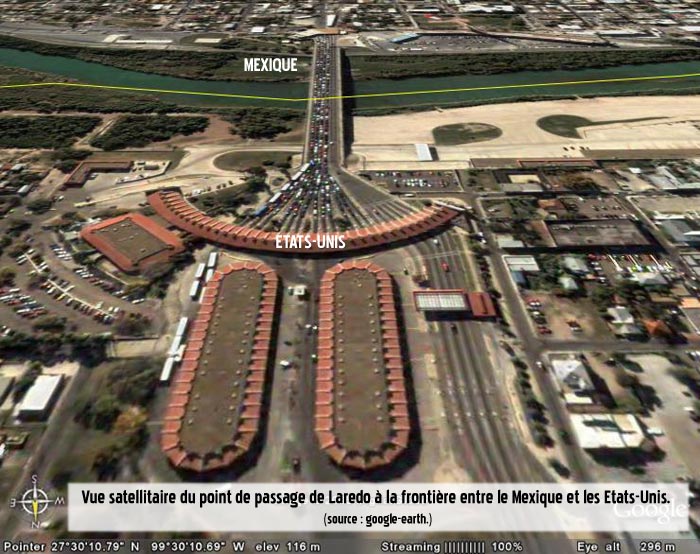 MEXIQUE
ETATS-UNIS
S
W
E
N
Vue satellitaire du point de passage de Laredo à la frontière entre le Mexique et les Etats-Unis.
(source : google-earth.)
Google
Pointer 27°30'10.79" N 99°30'10.69" W elev 116 m Streaming |||||||||| 100% Eye alt 296 m